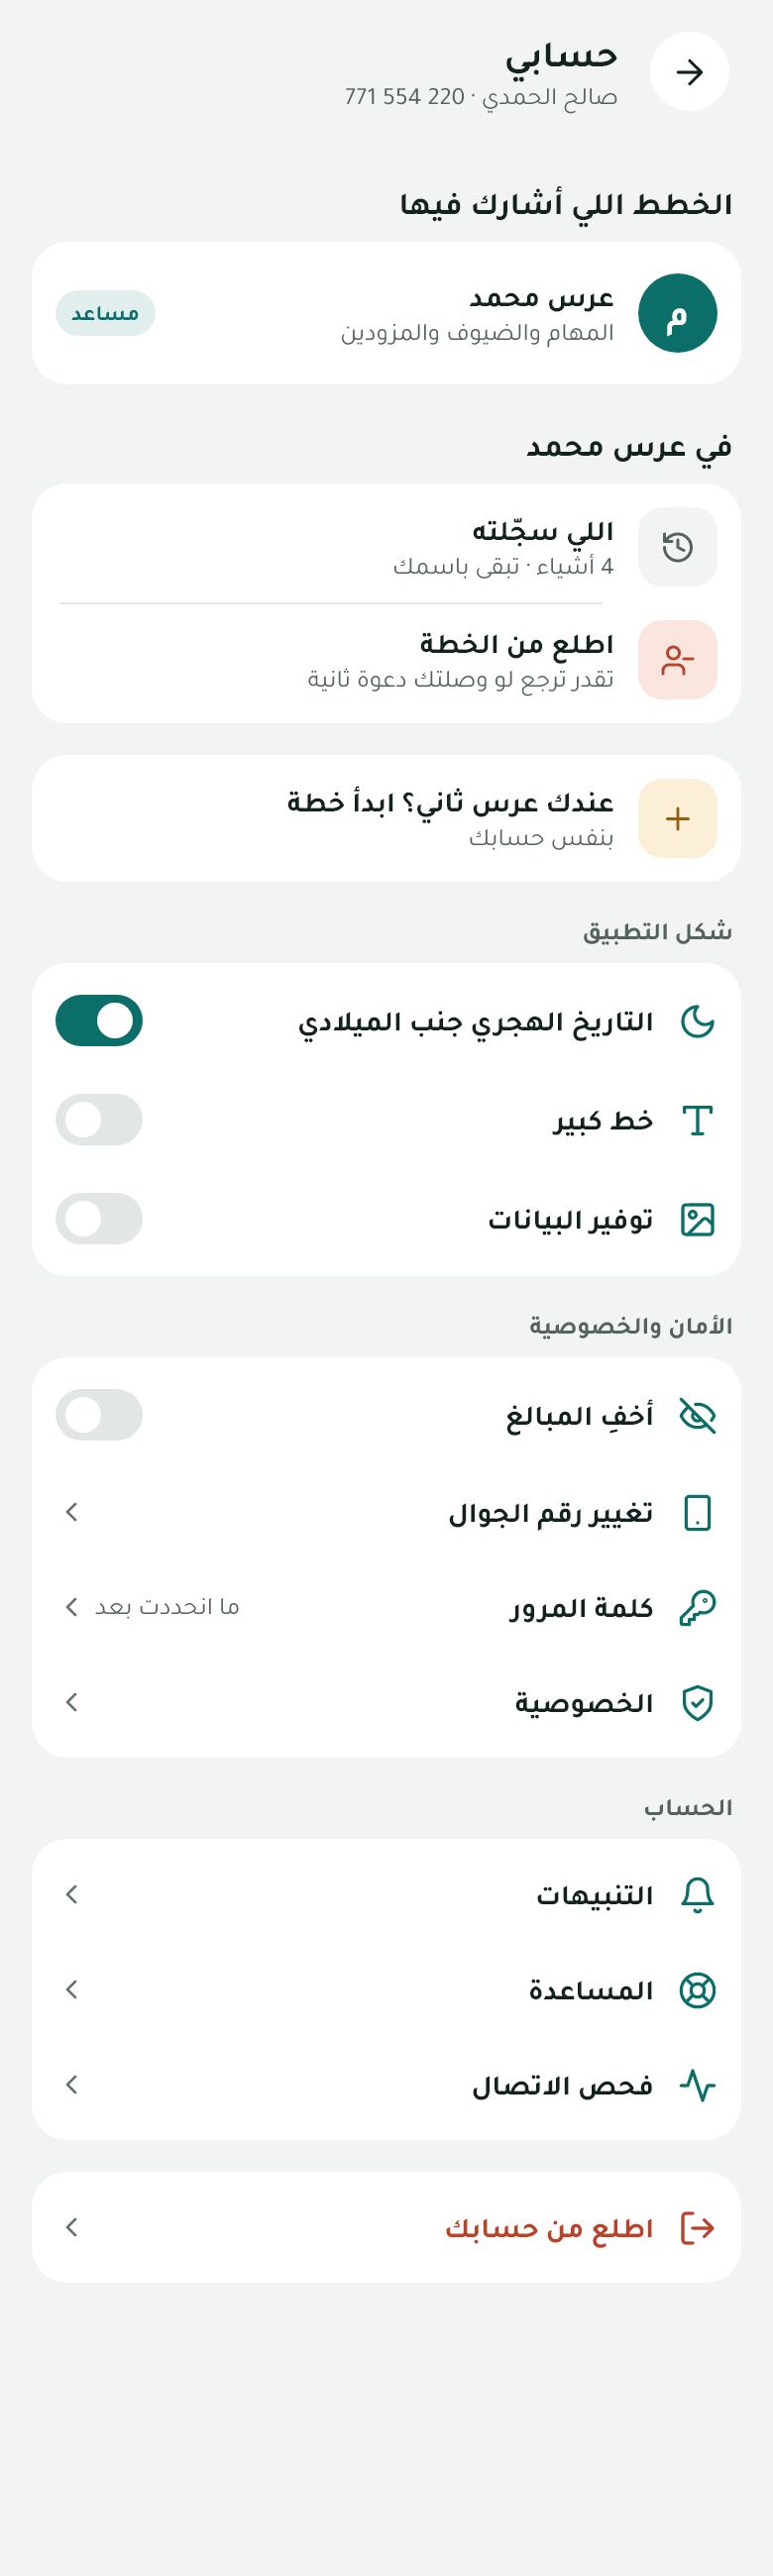 حسابي
صالح الحمدي · 771 554 220
الخطط اللي أشارك فيها
م
عرس محمد
المهام والضيوف والمزودين
مساعد
في عرس محمد
اللي سجّلته
4 أشياء · تبقى باسمك
اطلع من الخطة
تقدر ترجع لو وصلتك دعوة ثانية
عندك عرس ثاني؟ ابدأ خطة
بنفس حسابك
شكل التطبيق
التاريخ الهجري جنب الميلادي
خط كبير
توفير البيانات
الأمان والخصوصية
أخفِ المبالغ
تغيير رقم الجوال
كلمة المرور
ما انحددت بعد
الخصوصية
الحساب
التنبيهات
المساعدة
فحص الاتصال
اطلع من حسابك